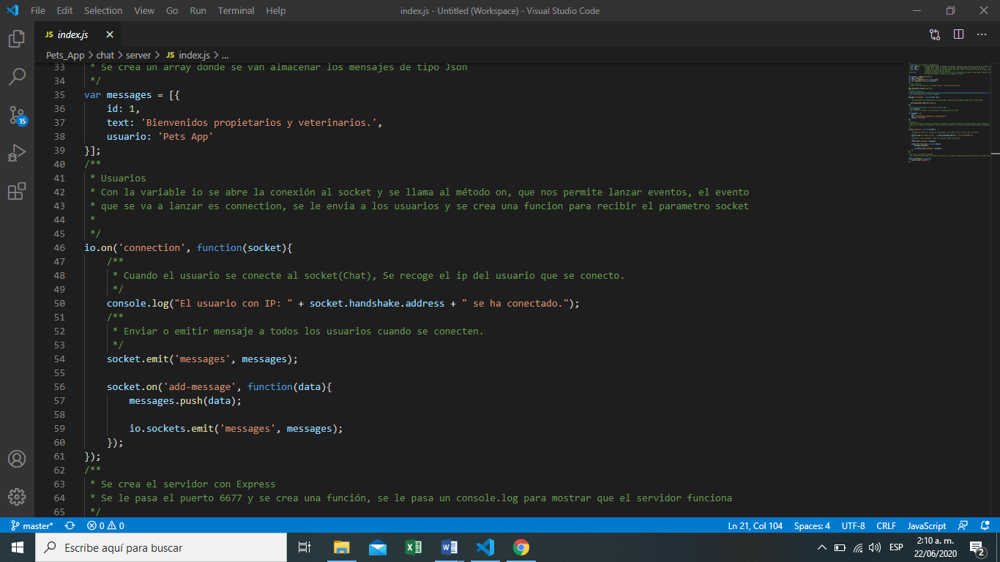 File Edit Selection View Go Run Terminal Help index.js - Untitled (Workspace) - Visual Studio Code
JS index.js
Pets_App > chat > server > JS index.js > ...
33 * Se crea un array donde se van almacenar los mensajes de tipo Json
34 */
35 var messages = [{
36 id: 1,
37 text: 'Bienvenidos propietarios y veterinarios.',
38 usuario: 'Pets App'
39 }];
40 /**
41 * Usuarios
42 * Con la variable io se abre la conexión al socket y se llama al método on, que nos permite lanzar eventos, el evento
43 * que se va a lanzar es connection, se le envia a los usuarios y se crea una funcion para recibir el parametro socket
44 *
45 */
46 io.on('connection', function(socket){
47 /**
48 * Cuando el usuario se conecte al socket(Chat), Se recoge el ip del usuario que se conecto.
49 */
50 console.log("El usuario con IP: " + socket.handshake.address + " se ha conectado.");
51 /**
52 * Enviar o emitir mensaje a todos los usuarios cuando se conecten.
53 */
54 socket.emit('messages', messages);
55
56 socket.on('add-message', function(data){
57 messages.push(data);
58
59 io.sockets.emit('messages', messages);
60 });
61 });
62 /**
63 * Se crea el servidor con Express
64 * Se le pasa el puerto 6677 y se crea una función, se le pasa un console.log para mostrar que el servidor funciona
65 */
15
master* 0 0 Ln 21, Col 104 Spaces: 4 UTF-8 CRLF JavaScript
Escribe aquí para buscar
ESP
2:10 a. m.
22/06/2020
2